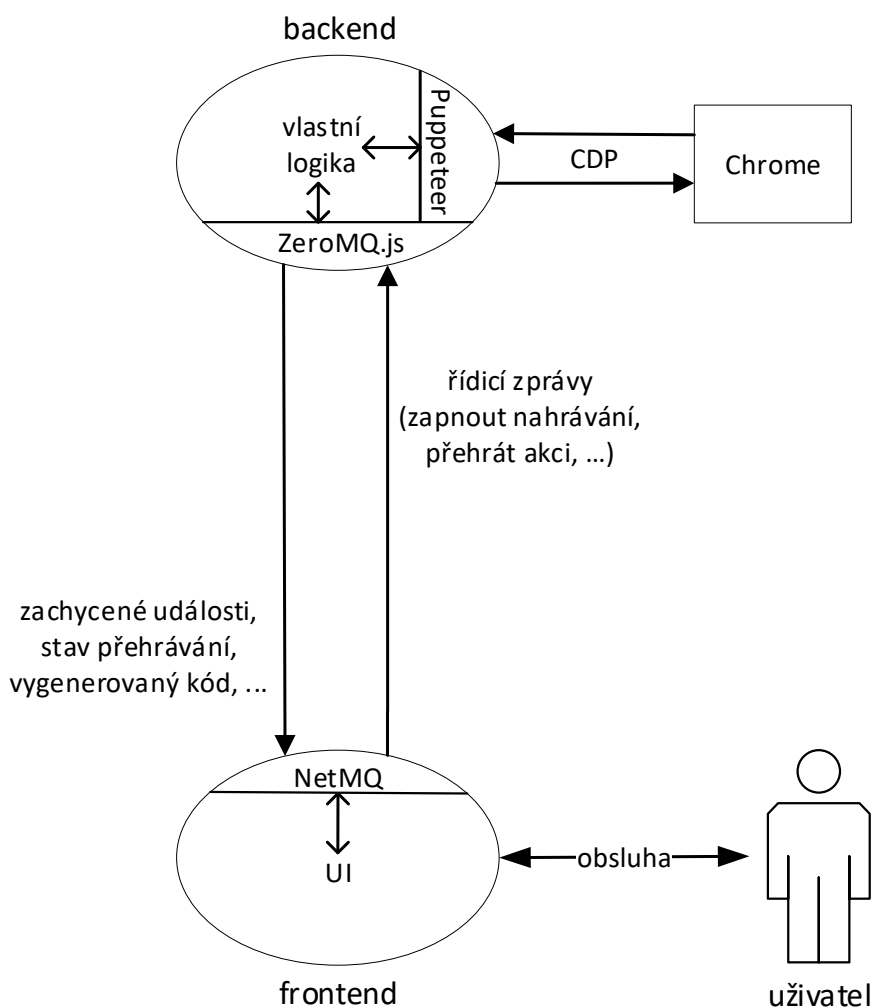 backend
vlastní
logika
Puppeteer
CDP
Chrome
ZeroMQ.js
řídicí zprávy
(zapnout nahrávání,
přehrát akci, ...)
zachycené události,
stav přehrávání,
vygenerovaný kód, ...
NetMQ
UI
obsluha
frontend
uživatel